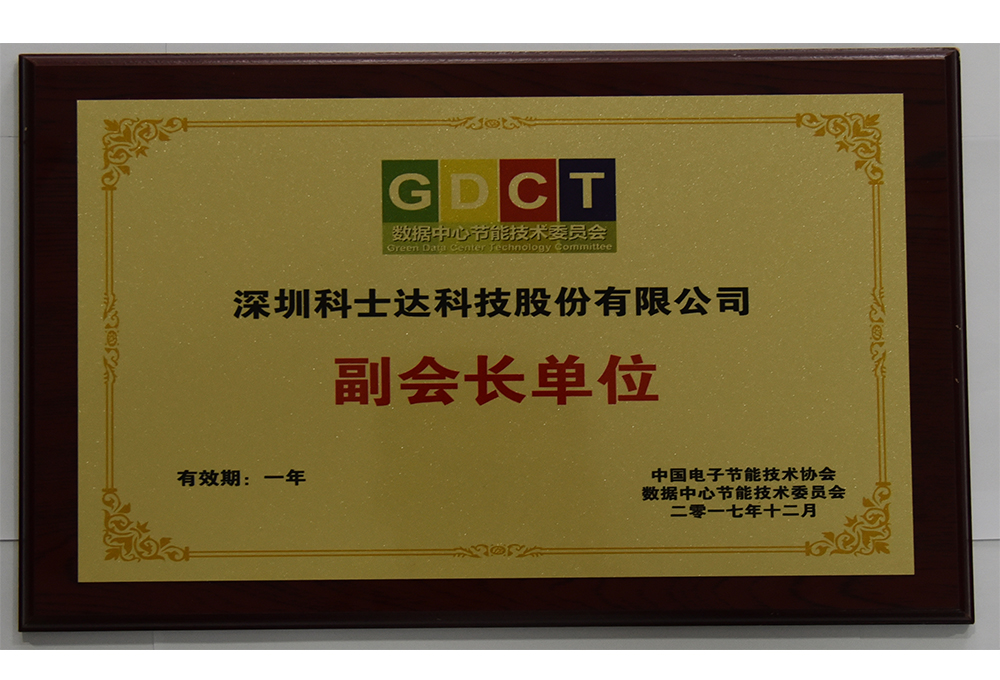 GDCT
数据中心节能技术委员会
Green Data Center Technology Committee
深圳科士达科技股份有限公司
副会长单位
有效期：一年
中国电子节能技术协会
数据中心节能技术委员会
二零一七年十二月